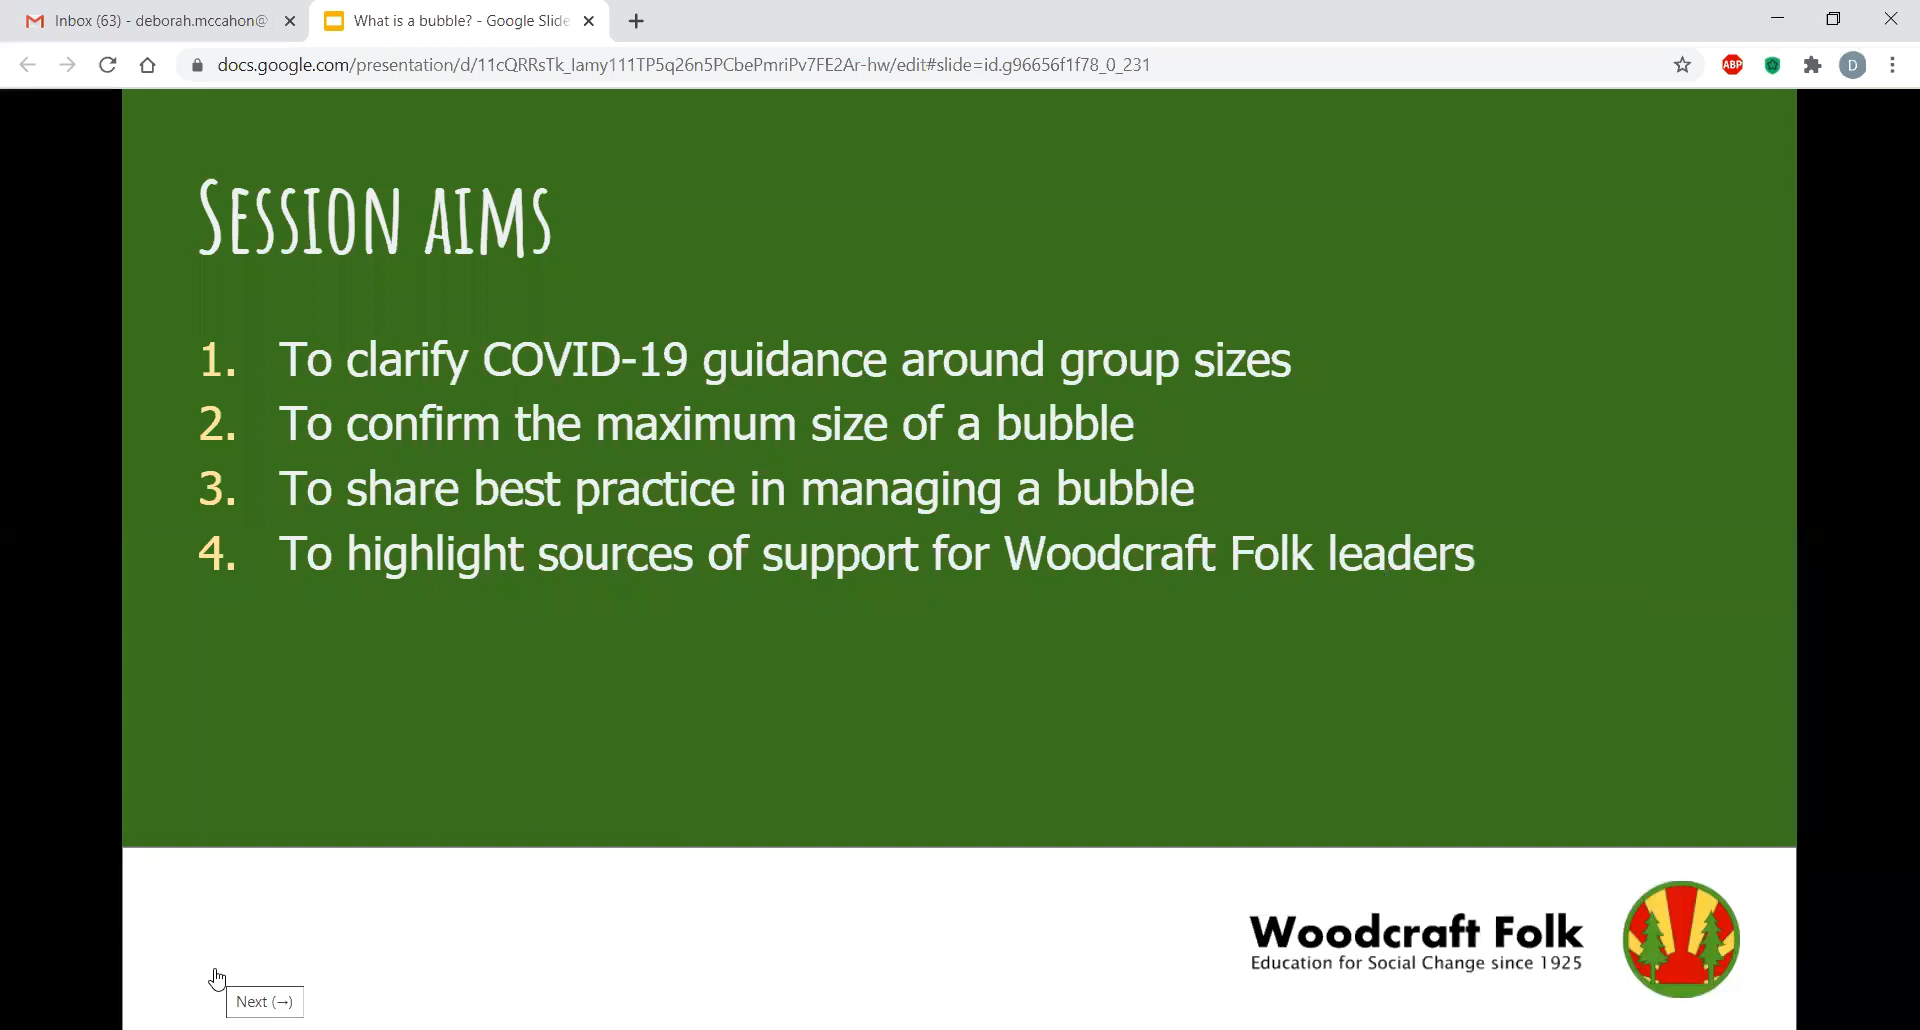 Inbox (63) - deborah.mccahon@
What is a bubble? - Google Slide
docs.google.com/presentation/d/11cQRRsTk_Iamy111TP5q26n5PCbePmriPv7FE2Ar-hw/edit#slide=id.g96656f1f78_0_231
ABP
D
Session aims
1. To clarify COVID-19 guidance around group sizes
2. To confirm the maximum size of a bubble
3. To share best practice in managing a bubble
4. To highlight sources of support for Woodcraft Folk leaders
Woodcraft Folk
Education for Social Change since 1925
Next (→)